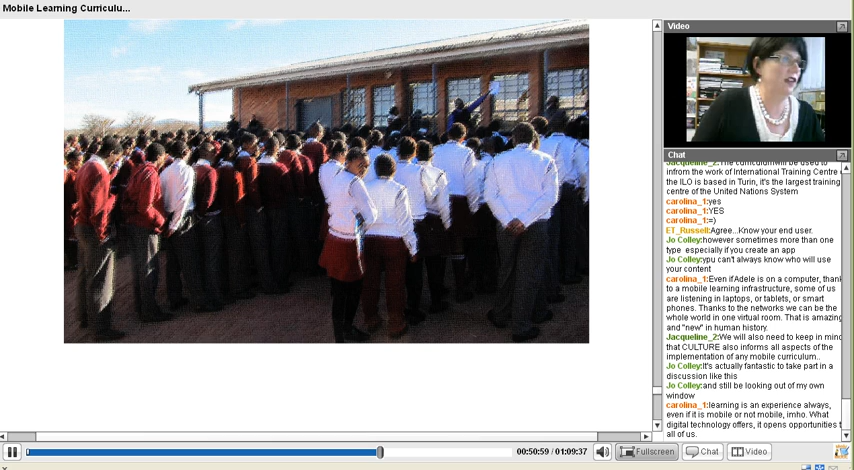 Mobile Learning Curriculu...
Video
Chat
Jacqueline_2:The curriculum will be used to
infrom the work of International Training Centre
the ILO is based in Turin, it's the largest training
centre of the United Nations System
carolina_1:yes
carolina_1:YES
carolina_1:=)
ET_Russell:Agree...Know your end user.
Jo Colley:however sometimes more than one
type especially if you create an app
Jo Colley:ypu can't always know who will use
your content
carolina_1:Even if Adele is on a computer, thank
to a mobile learning infrastructure, some of us
are listening in laptops, or tablets, or smart
phones. Thanks to the networks we can be the
whole world in one virtual room. That is amazing
and "new" in human history.
Jacqueline_2:We will also need to keep in mind
that CULTURE also informs all aspects of the
implementation of any mobile curriculum..
Jo Colley:It's actually fantastic to take part in a
discussion like this
Jo Colley:and still be looking out of my own
window
carolina_1:learning is an experience always,
even if it is mobile or not mobile, imho. What
digital technology offers, it opens opportunities t
all of us.
00:50:59 / 01:09:37
Fullscreen
Chat
Video